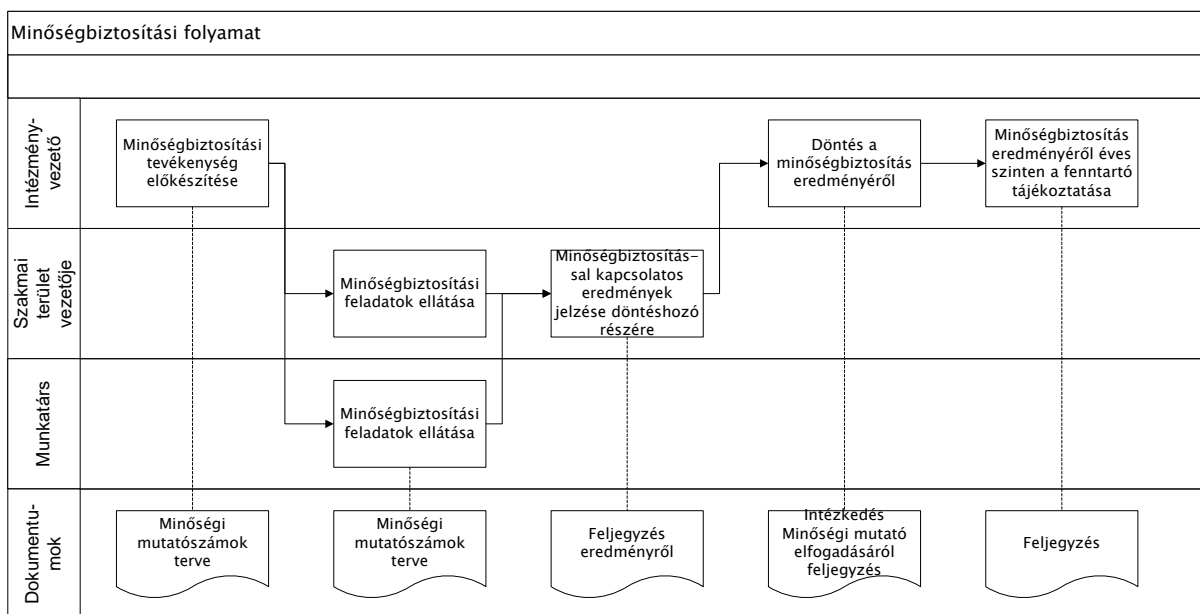 Minőségbiztosítási folyamat
Intézmény-
vezető
Minőségbiztosítási
tevékenység
előkészítése
Döntés a
minőségbiztosítás
eredményéről
Minőségbiztosítás
eredményéről éves
szinten a fenntartó
tájékoztatása
Szakmai
terület
vezetője
Minőségbiztosítási
feladatok ellátása
Minőségbiztosítás-
sal kapcsolatos
eredmények
jelzése döntéshozó
részére
Munkatárs
Minőségbiztosítási
feladatok ellátása
Dokumentu-
mok
Minőségi
mutatószámok
terve
Minőségi
mutatószámok
terve
Feljegyzés
eredményről
Intézkedés
Minőségi mutató
elfogadásáról
feljegyzés
Feljegyzés